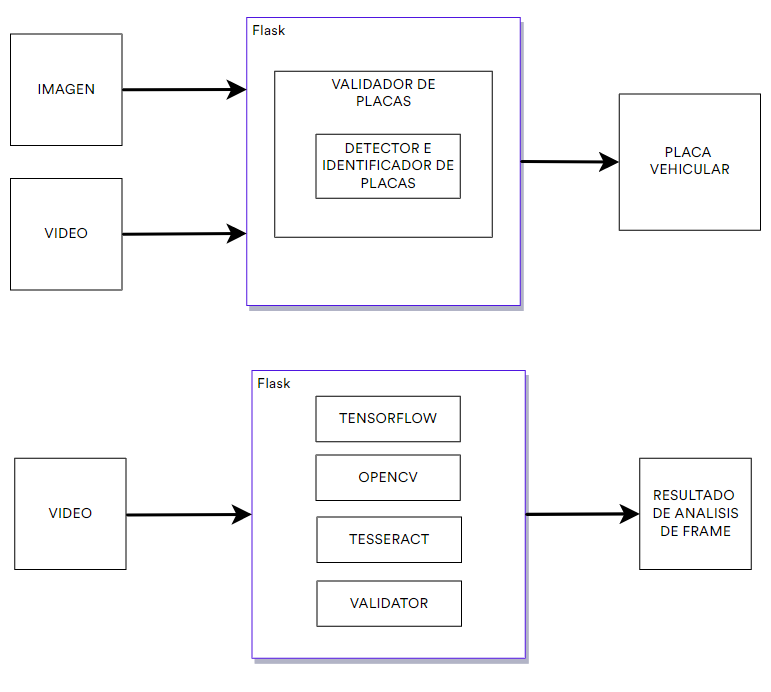 Flask
IMAGEN
VALIDADOR DE
PLACAS
DETECTOR E
IDENTIFICADOR DE
PLACAS
PLACA
VEHICULAR
VIDEO
Flask
TENSORFLOW
OPENCV
TESSERACT
VALIDATOR
VIDEO
RESULTADO
DE ANALISIS
DE FRAME